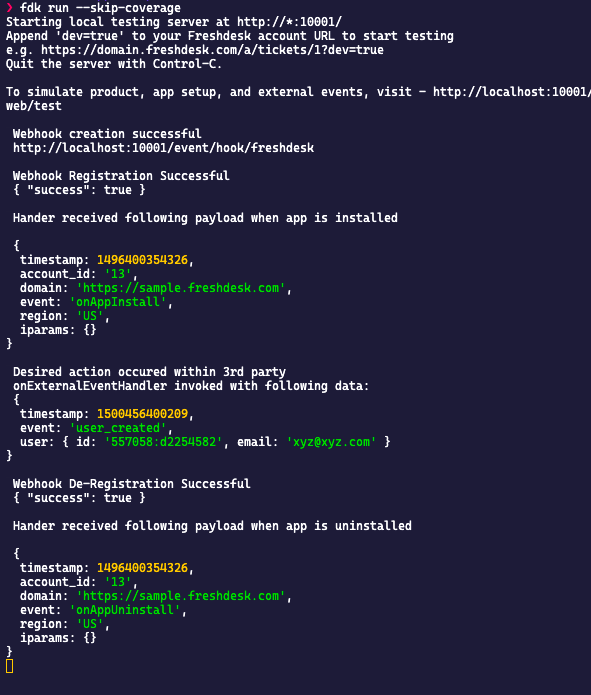 ❯ fdk run --skip-coverage
Starting local testing server at http://*:10001/
Append 'dev=true' to your Freshdesk account URL to start testing
e.g. https://domain.freshdesk.com/a/tickets/1?dev=true
Quit the server with Control-C.
To simulate product, app setup, and external events, visit - http://localhost:10001/
web/test
Webhook creation successful
http://localhost:10001/event/hook/freshdesk
Webhook Registration Successful
{ "success": true }
Hander received following payload when app is installed
{
timestamp: 1496400354326,
account_id: '13',
domain: 'https://sample.freshdesk.com',
event: 'onAppInstall',
region: 'US',
iparams: {}
}
Desired action occured within 3rd party
onExternalEventHandler invoked with following data:
{
timestamp: 1500456400209,
event: 'user_created',
user: { id: '557058:d2254582', email: 'xyz@xyz.com' }
}
Webhook De-Registration Successful
{ "success": true }
Hander received following payload when app is uninstalled
{
timestamp: 1496400354326,
account_id: '13',
domain: 'https://sample.freshdesk.com',
event: 'onAppUninstall',
region: 'US',
iparams: {}
}